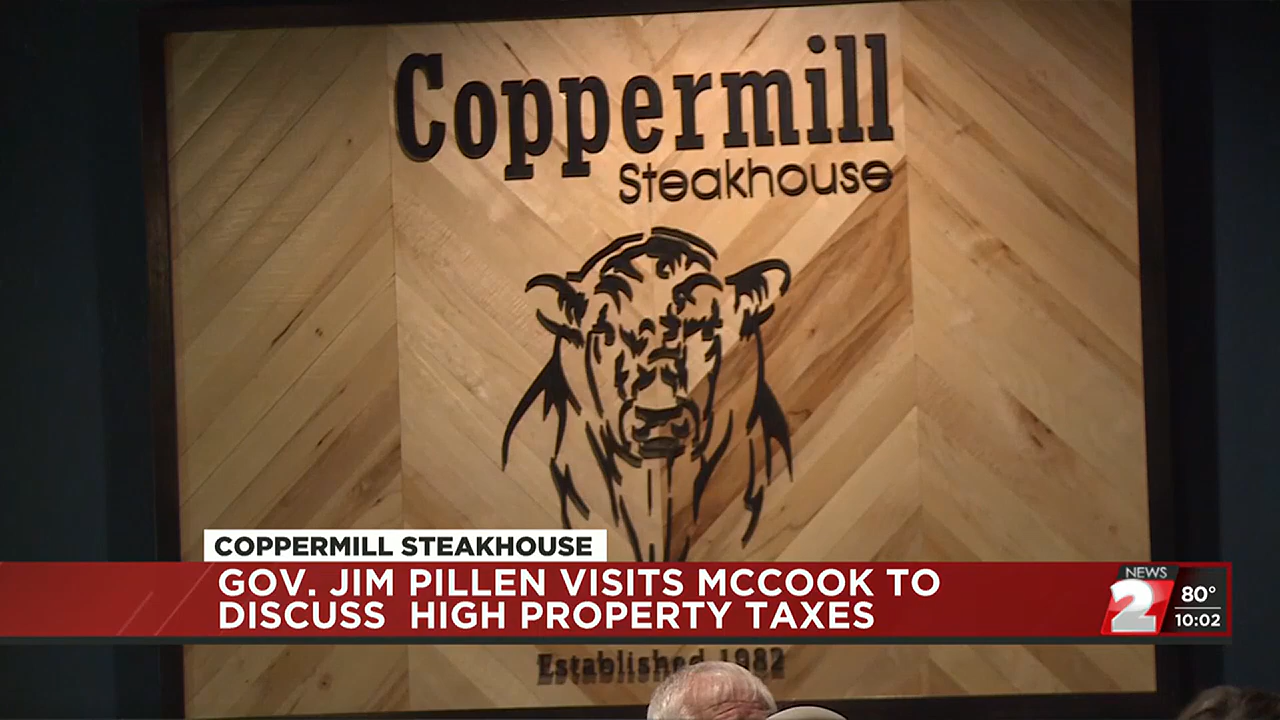 Coppermill
Steakhouse
COPPERMILL STEAKHOUSE
GOV. JIM PILLEN VISITS MCCOOK TO
DISCUSS HIGH PROPERTY TAXES
NEWS
2
80°
10:02
Established 1982